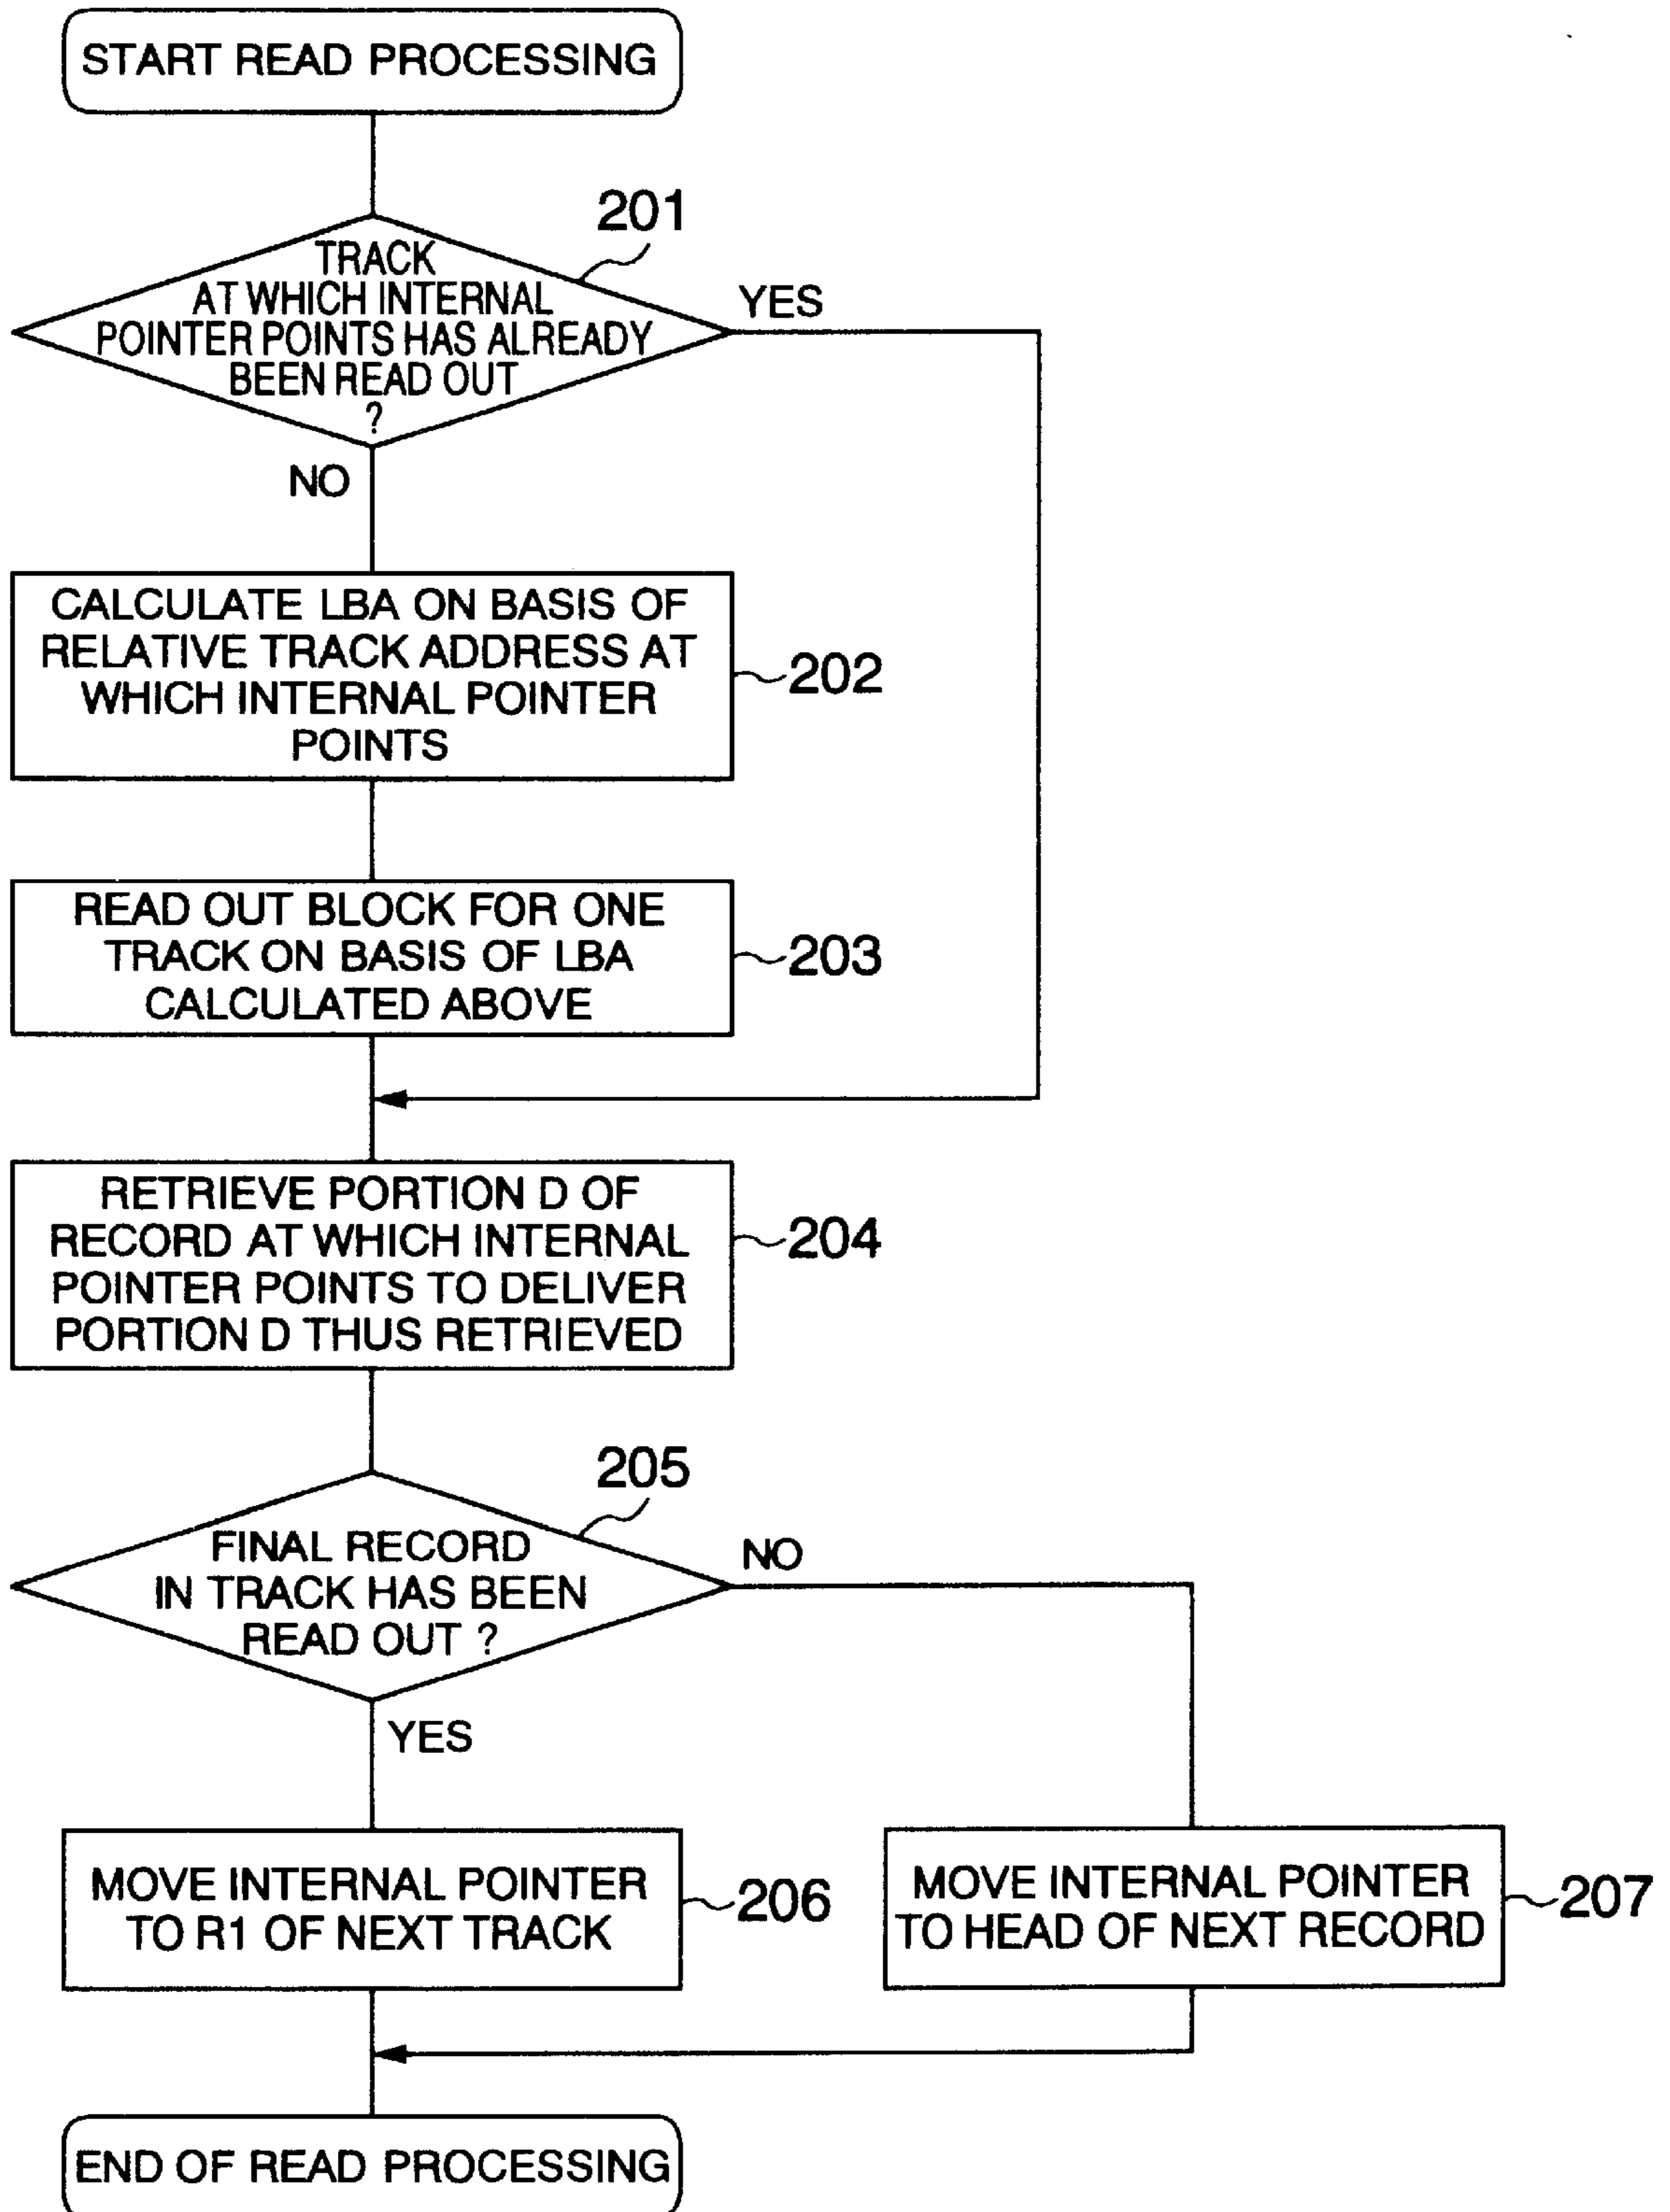 START READ PROCESSING
201
TRACK
AT WHICH INTERNAL
POINTER POINTS HAS ALREADY
BEEN READ OUT
?
YES
NO
CALCULATE LBA ON BASIS OF
RELATIVE TRACK ADDRESS AT
WHICH INTERNAL POINTER
POINTS
202
READ OUT BLOCK FOR ONE
TRACK ON BASIS OF LBA
CALCULATED ABOVE
203
RETRIEVE PORTION D OF
RECORD AT WHICH INTERNAL
POINTER POINTS TO DELIVER
PORTION D THUS RETRIEVED
204
205
FINAL RECORD
IN TRACK HAS BEEN
READ OUT ?
NO
YES
MOVE INTERNAL POINTER
TO R1 OF NEXT TRACK
206
MOVE INTERNAL POINTER
TO HEAD OF NEXT RECORD
207
END OF READ PROCESSING